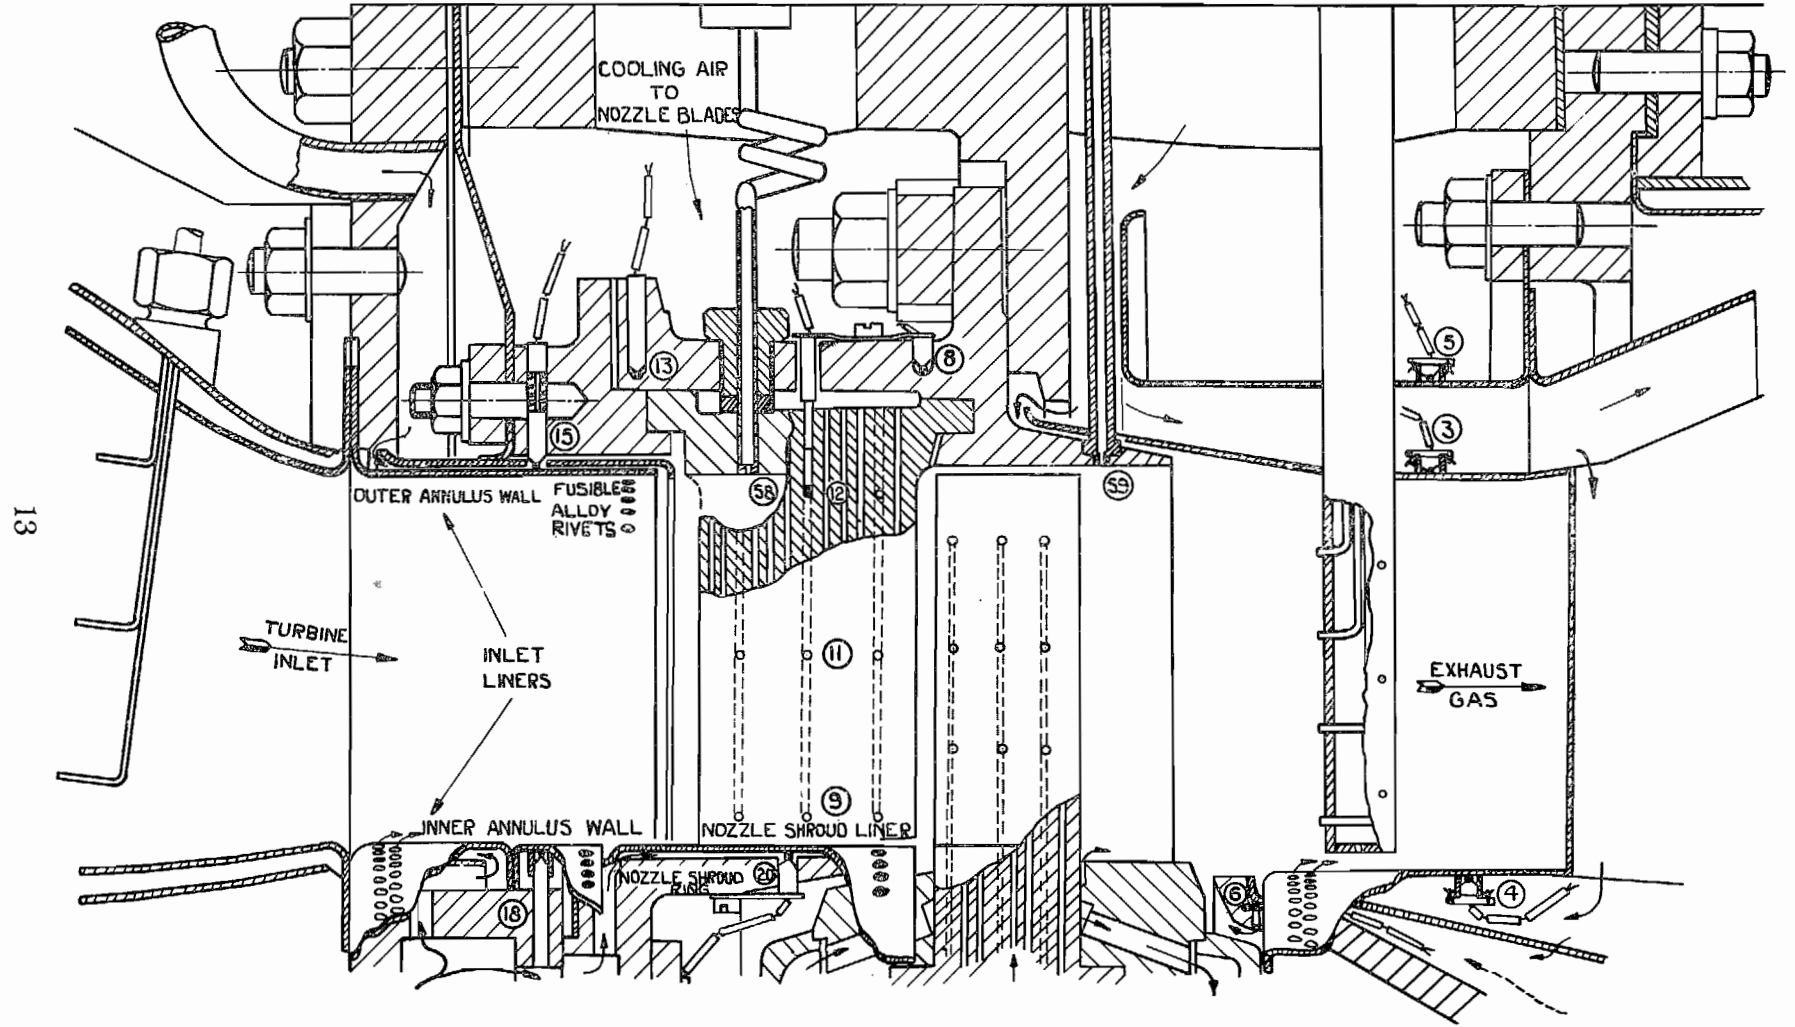 COOLING AIR
TO
NOZZLE BLADES
13
8
5
15
3
OUTER ANNULUS WALL
FUSIBLE
ALLOY
RIVETS
58
12
59
13
TURBINE
INLET
INLET
LINERS
11
EXHAUST
GAS
9
INNER ANNULUS WALL
NOZZLE SHROUD LINER
NOZZLE SHROUD
RING
20
18
6
4